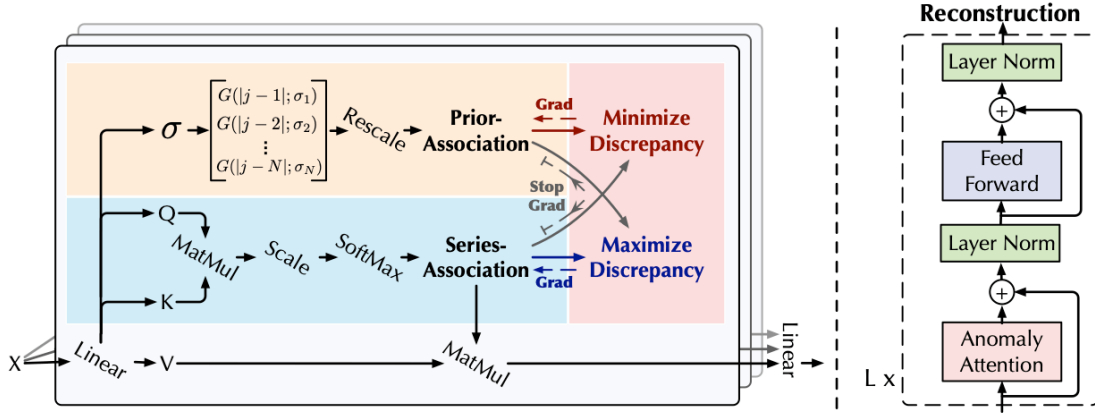 Reconstruction
Layer Norm
+
Feed
Forward
Layer Norm
+
Anomaly
Attention
L x
σ
G(|j − 1|; σ₁)
G(|j − 2|; σ₂)
⋮
G(|j − N|; σ_N)
Rescale
Prior-
Association
Grad
Minimize
Discrepancy
Stop
Grad
Q
MatMul
K
Scale
SoftMax
Series-
Association
Grad
Maximize
Discrepancy
X
Linear
V
MatMul
Linear